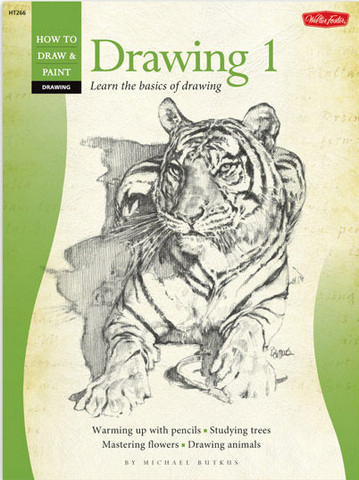 HT266
HOW TO
DRAW &
PAINT
DRAWING
Walter Foster
Drawing 1
Learn the basics of drawing
Warming up with pencils ▪ Studying trees
Mastering flowers ▪ Drawing animals
BY MICHAEL BUTKUS